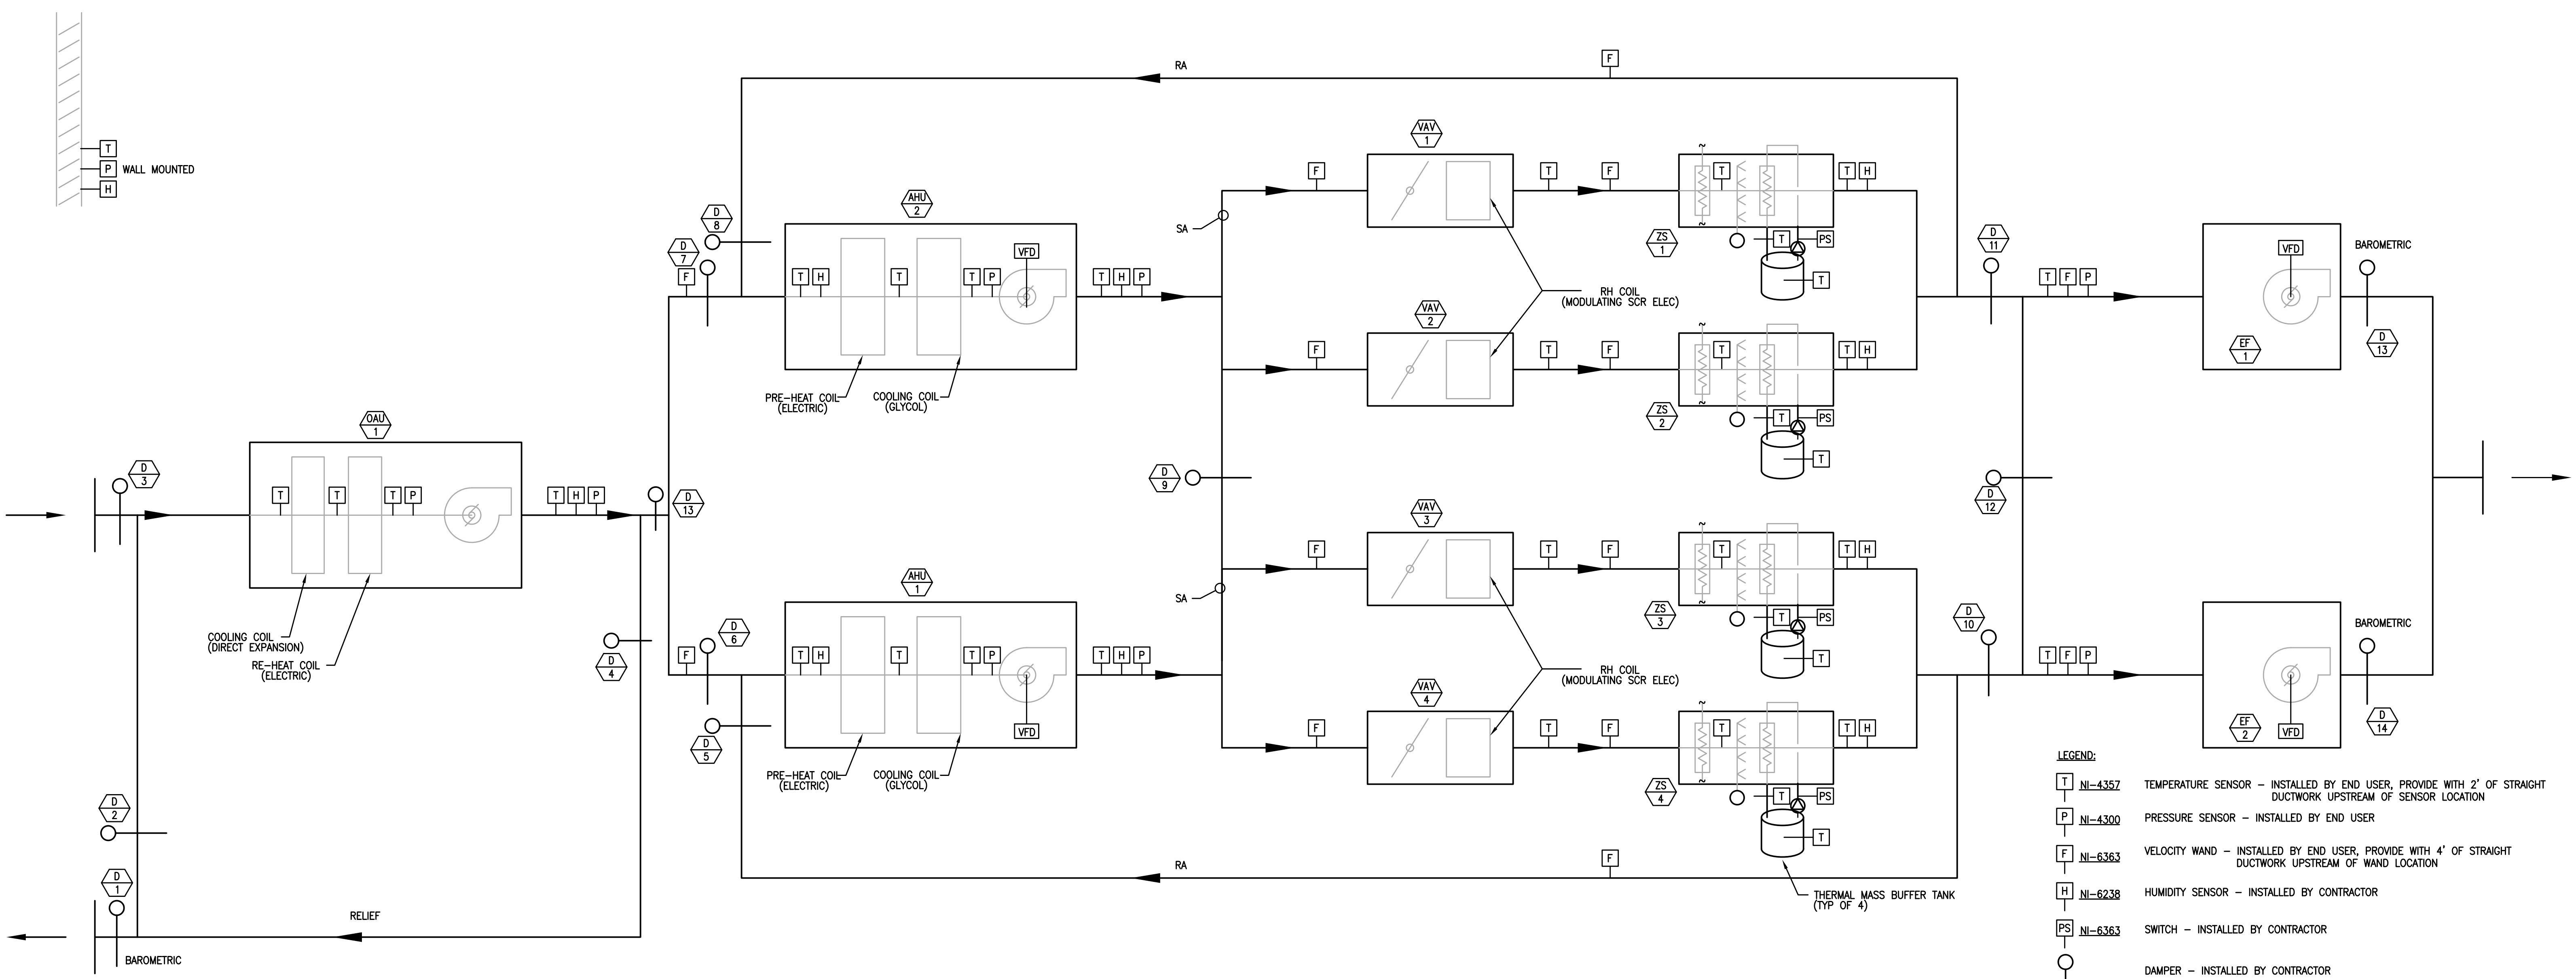 RA
F
T
P WALL MOUNTED
H
VAV
1
F
T
F
T
T H
ZS
1
T
PS
T
SA
AHU
2
D
8
D
7
F
T H
T
T P
VFD
T H P
PRE-HEAT COIL
(ELECTRIC)
COOLING COIL
(GLYCOL)
RH COIL
(MODULATING SCR ELEC)
VAV
2
F
T
F
T
T H
ZS
2
T
PS
T
D
11
T F P
VFD
EF
1
BAROMETRIC
D
13
OAU
1
D
3
T
T
T P
T H P
D
13
COOLING COIL
(DIRECT EXPANSION)
RE-HEAT COIL
(ELECTRIC)
D
9
D
12
VAV
3
F
T
F
T
T H
ZS
3
T
PS
T
SA
AHU
1
D
4
D
6
F
T H
T
T P
VFD
T H P
D
5
PRE-HEAT COIL
(ELECTRIC)
COOLING COIL
(GLYCOL)
RH COIL
(MODULATING SCR ELEC)
VAV
4
F
T
F
T
T H
ZS
4
T
PS
T
D
10
T F P
EF
2
VFD
BAROMETRIC
D
14
D
2
D
1
RELIEF
BAROMETRIC
RA
F
THERMAL MASS BUFFER TANK
(TYP OF 4)
LEGEND:
T NI-4357 TEMPERATURE SENSOR – INSTALLED BY END USER, PROVIDE WITH 2' OF STRAIGHT
DUCTWORK UPSTREAM OF SENSOR LOCATION
P NI-4300 PRESSURE SENSOR – INSTALLED BY END USER
F NI-6363 VELOCITY WAND – INSTALLED BY END USER, PROVIDE WITH 4' OF STRAIGHT
DUCTWORK UPSTREAM OF WAND LOCATION
H NI-6238 HUMIDITY SENSOR – INSTALLED BY CONTRACTOR
PS NI-6363 SWITCH – INSTALLED BY CONTRACTOR
DAMPER – INSTALLED BY CONTRACTOR